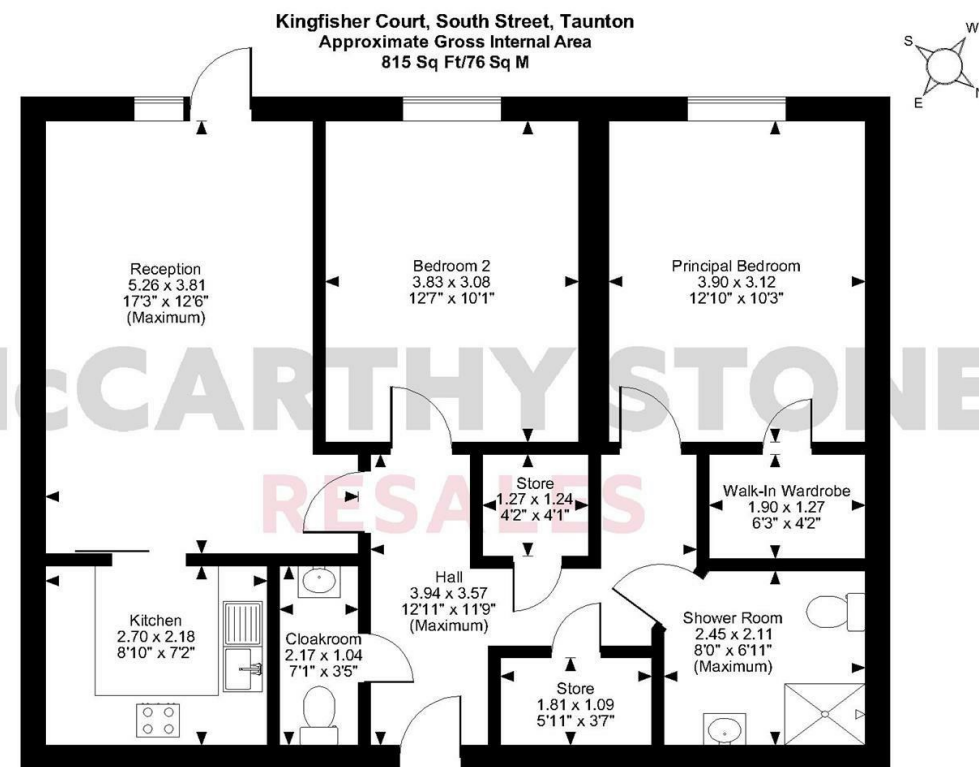 Kingfisher Court, South Street, Taunton
Approximate Gross Internal Area
815 Sq Ft/76 Sq M
S
W
E
N
Reception
5.26 x 3.81
17'3" x 12'6"
(Maximum)
Bedroom 2
3.83 x 3.08
12'7" x 10'1"
Principal Bedroom
3.90 x 3.12
12'10" x 10'3"
McCARTHY STONE
RESALES
Store
1.27 x 1.24
4'2" x 4'1"
Walk-In Wardrobe
1.90 x 1.27
6'3" x 4'2"
Hall
3.94 x 3.57
12'11" x 11'9"
(Maximum)
Kitchen
2.70 x 2.18
8'10" x 7'2"
Cloakroom
2.17 x 1.04
7'1" x 3'5"
Shower Room
2.45 x 2.11
8'0" x 6'11"
(Maximum)
Store
1.81 x 1.09
5'11" x 3'7"